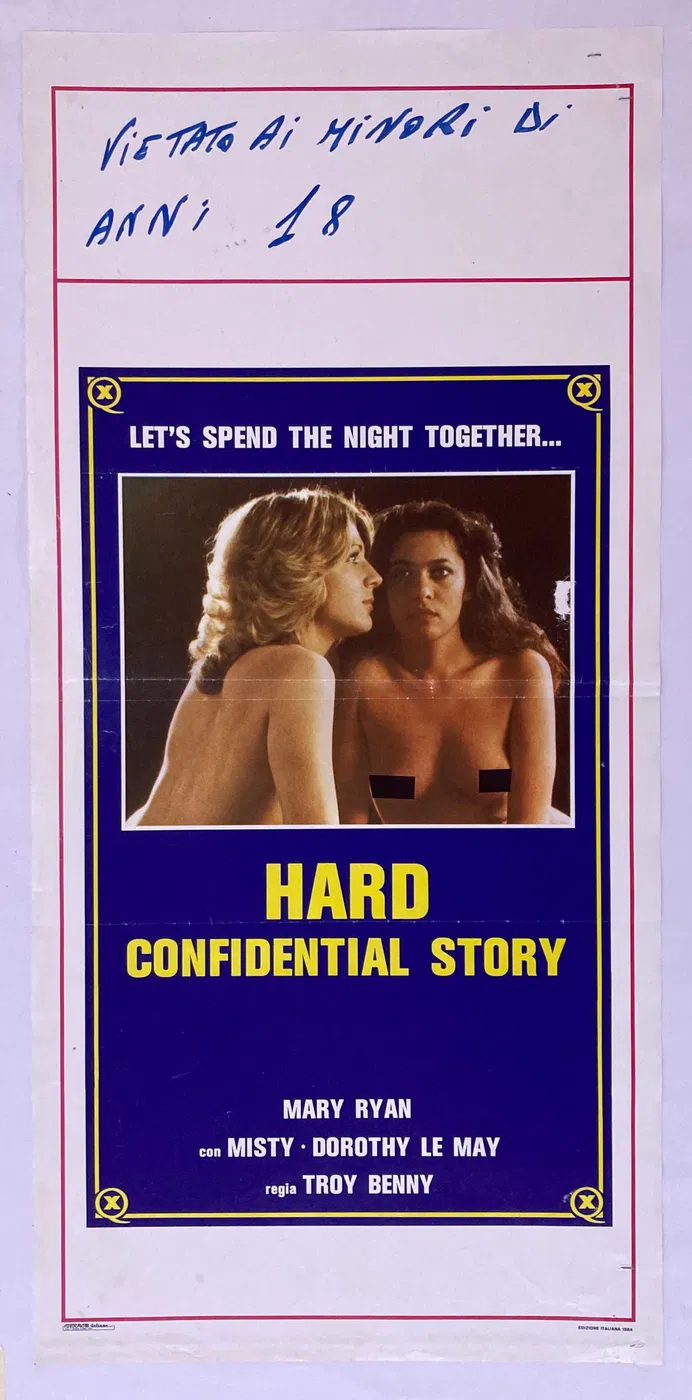 VIETATO AI MINORI DI
ANNI 18
LET'S SPEND THE NIGHT TOGETHER...
HARD
CONFIDENTIAL STORY
MARY RYAN
con MISTY · DOROTHY LE MAY
regia TROY BENNY
EDIZIONE ITALIANA 1984